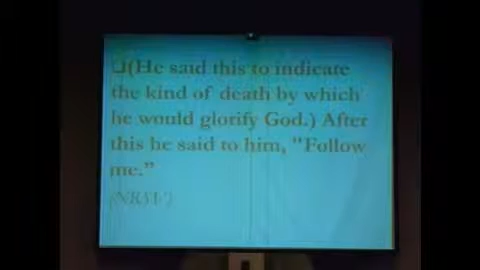 ❑(He said this to indicate
the kind of death by which
he would glorify God.) After
this he said to him, "Follow
me.”
(NRSV)